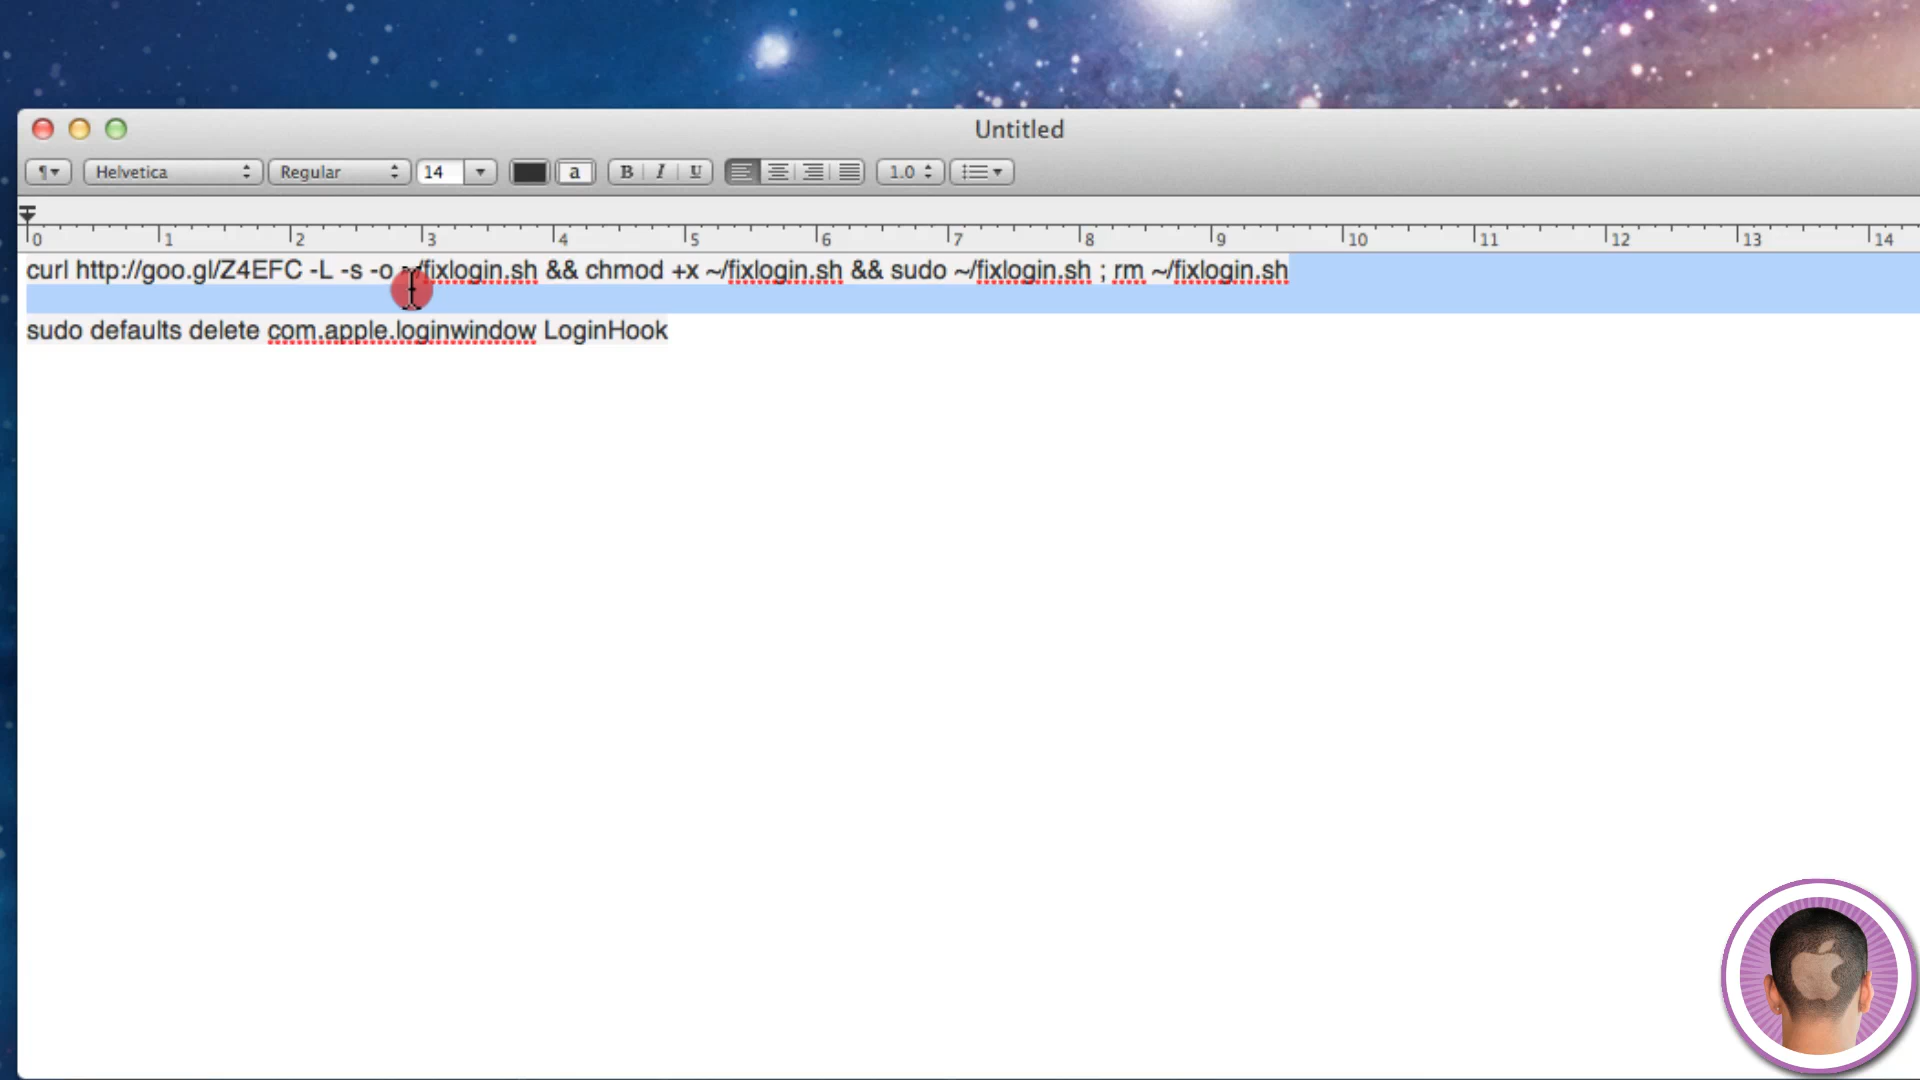 Untitled
¶ Helvetica Regular 14 a B I U 1.0
0 1 2 3 4 5 6 7 8 9 10 11 12 13 14
curl http://goo.gl/Z4EFC -L -s -o ~/fixlogin.sh && chmod +x ~/fixlogin.sh && sudo ~/fixlogin.sh ; rm ~/fixlogin.sh
sudo defaults delete com.apple.loginwindow LoginHook